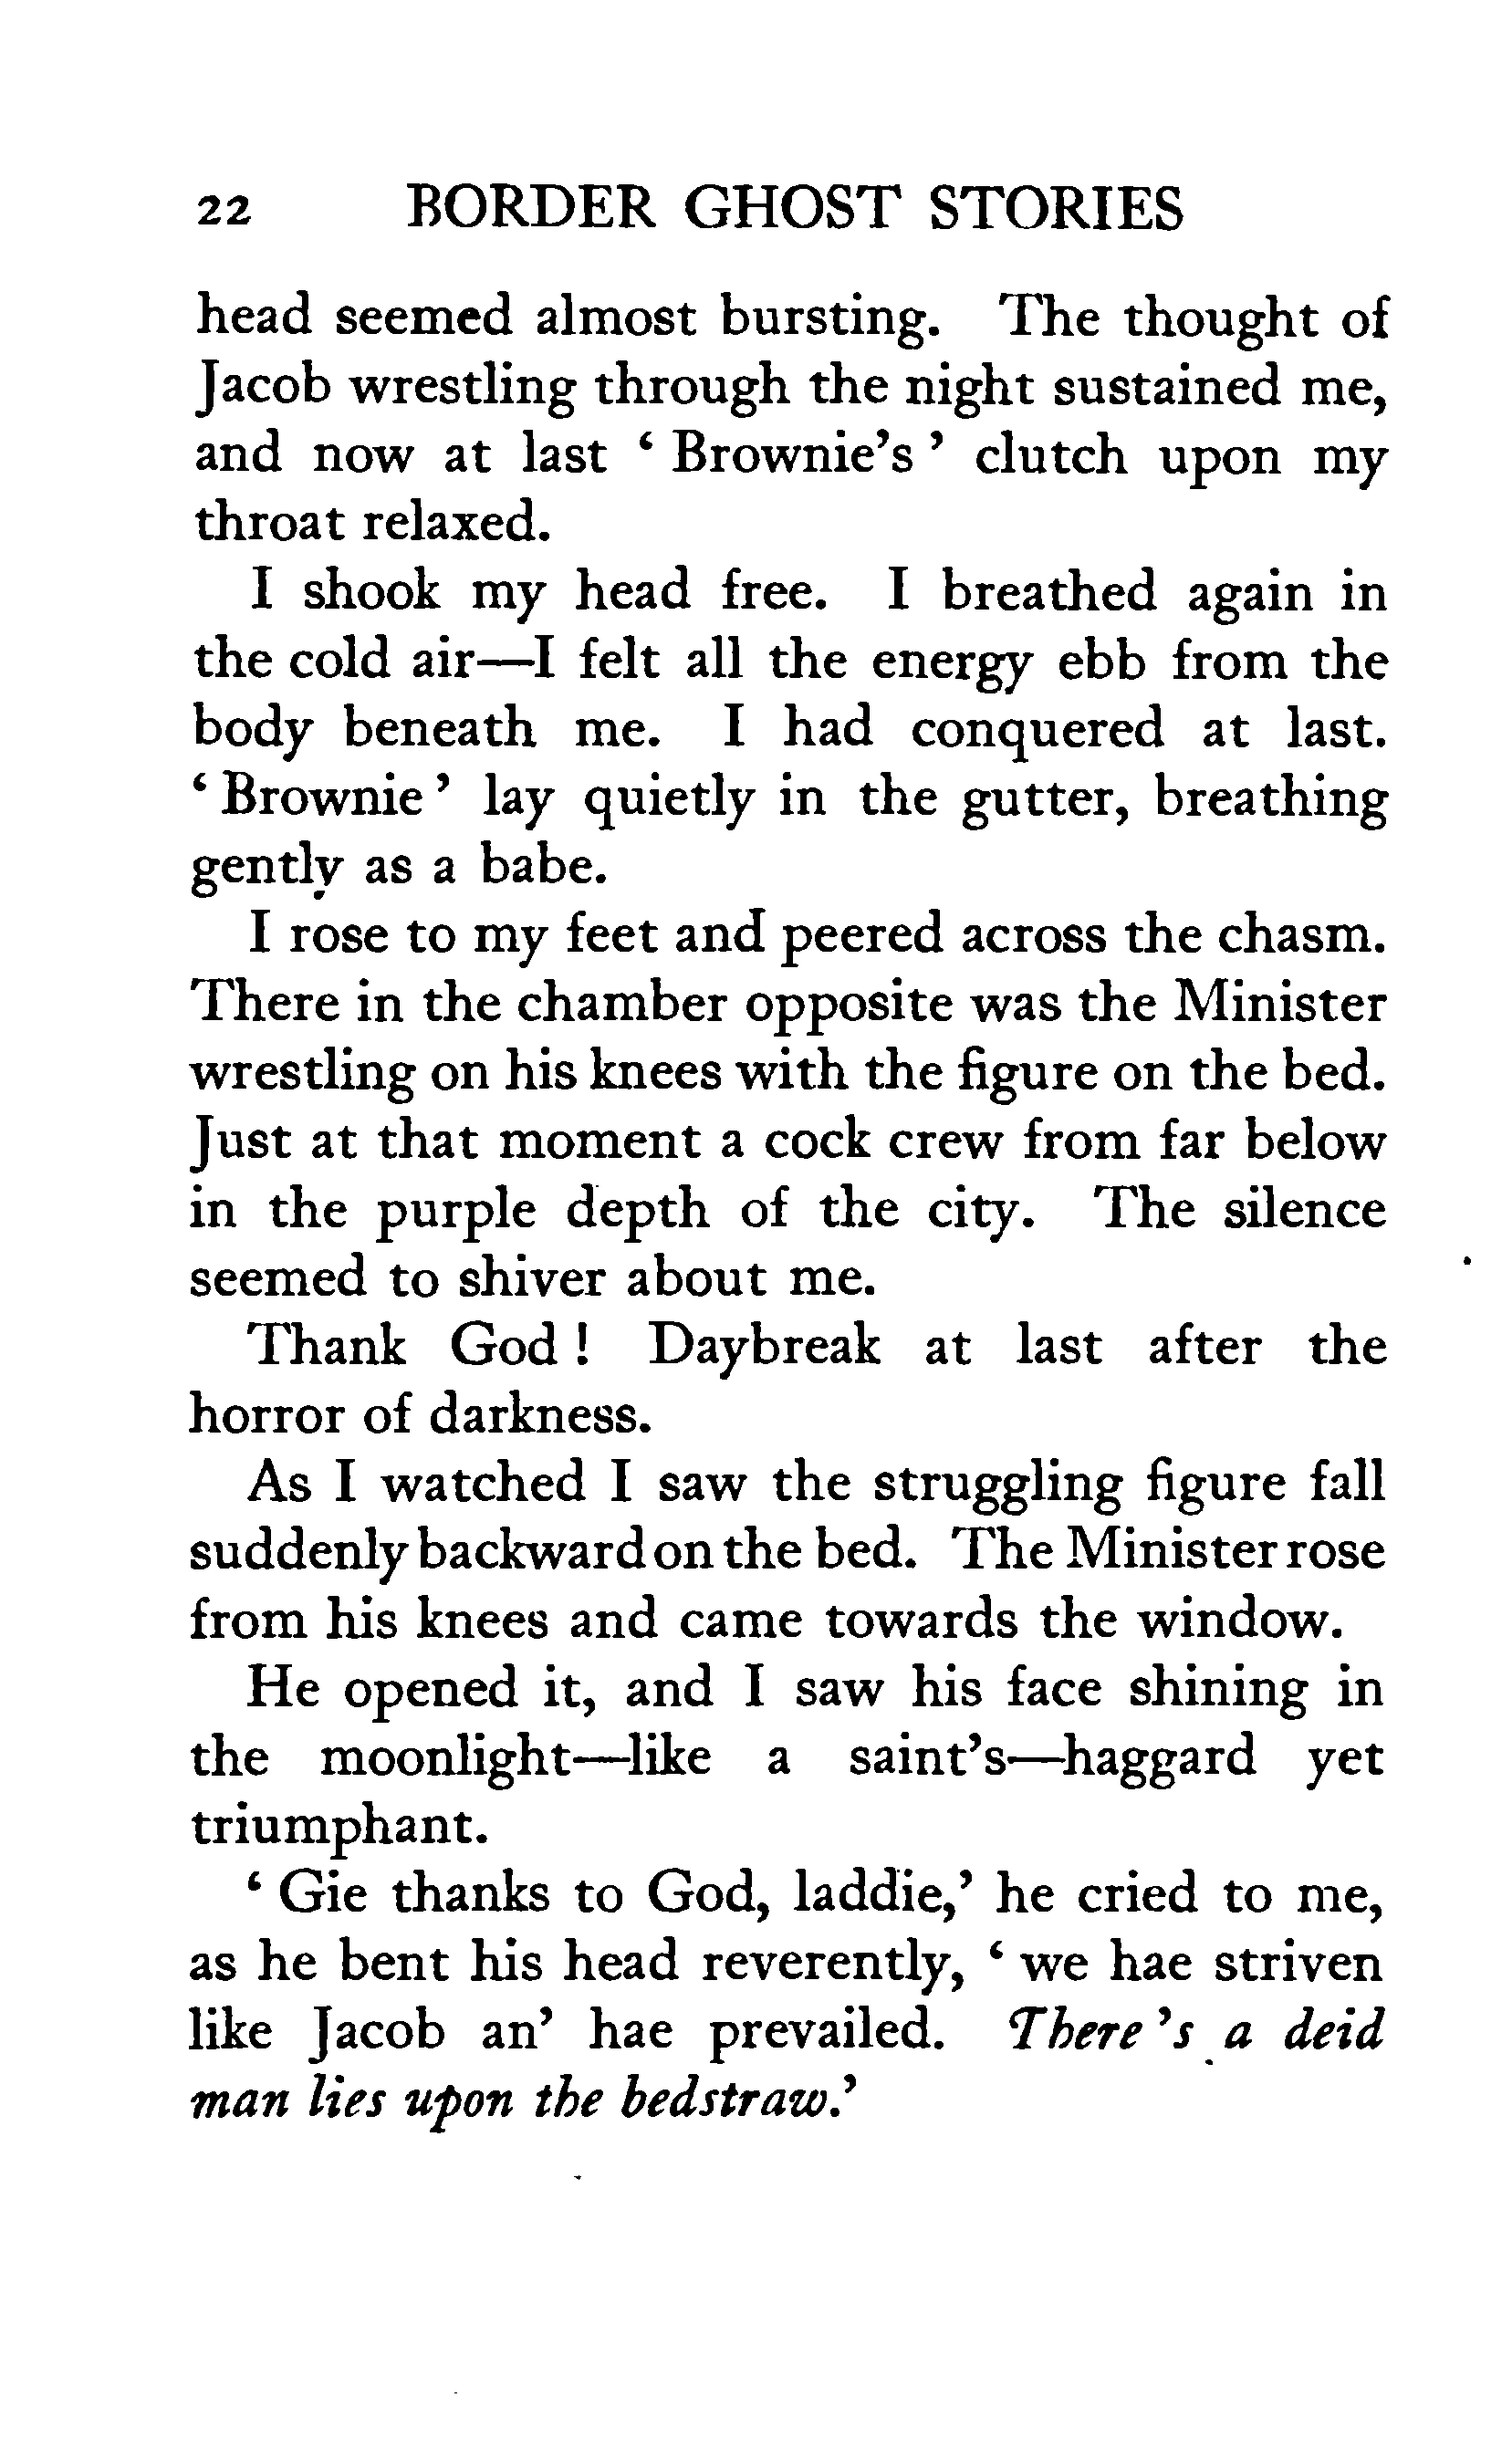 22 BORDER GHOST STORIES
head seemed almost bursting. The thought of
Jacob wrestling through the night sustained me,
and now at last ‘ Brownie’s ’ clutch upon my
throat relaxed.
I shook my head free. I breathed again in
the cold air—I felt all the energy ebb from the
body beneath me. I had conquered at last.
‘ Brownie ’ lay quietly in the gutter, breathing
gently as a babe.
I rose to my feet and peered across the chasm.
There in the chamber opposite was the Minister
wrestling on his knees with the figure on the bed.
Just at that moment a cock crew from far below
in the purple depth of the city. The silence
seemed to shiver about me.
Thank God ! Daybreak at last after the
horror of darkness.
As I watched I saw the struggling figure fall
suddenly backward on the bed. The Minister rose
from his knees and came towards the window.
He opened it, and I saw his face shining in
the moonlight—like a saint’s—haggard yet
triumphant.
‘ Gie thanks to God, laddie,’ he cried to me,
as he bent his head reverently, ‘ we hae striven
like Jacob an’ hae prevailed. There ’s a deid
man lies upon the bedstraw.’